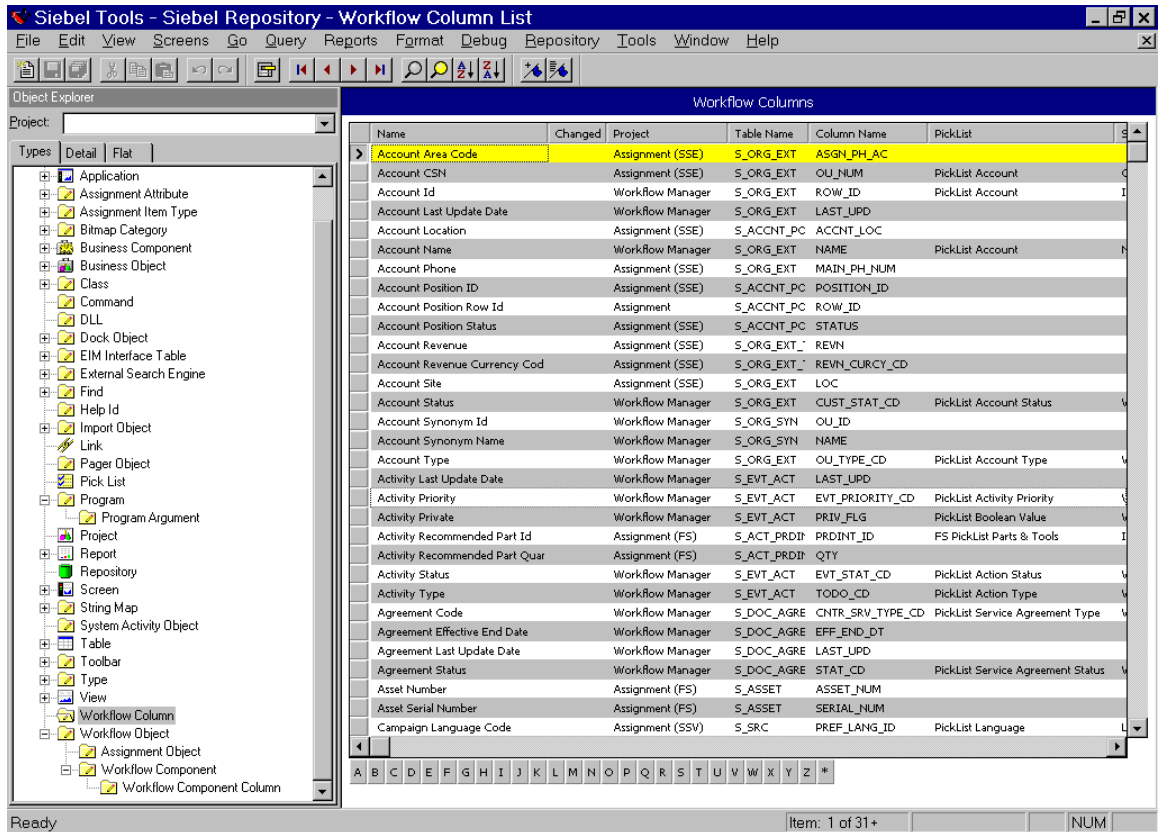 Siebel Tools - Siebel Repository - Workflow Column List
File Edit View Screens Go Query Reports Format Debug Repository Tools Window Help
Object Explorer
Project:
Types Detail Flat
Application
Assignment Attribute
Assignment Item Type
Bitmap Category
Business Component
Business Object
Class
Command
DLL
Dock Object
EIM Interface Table
External Search Engine
Find
Help Id
Import Object
Link
Pager Object
Pick List
Program
Program Argument
Project
Report
Repository
Screen
String Map
System Activity Object
Table
Toolbar
Type
View
Workflow Column
Workflow Object
Assignment Object
Workflow Component
Workflow Component Column
Workflow Columns
Name Changed Project Table Name Column Name PickList
Account Area Code Assignment (SSE) S_ORG_EXT ASGN_PH_AC
Account CSN Assignment (SSE) S_ORG_EXT OU_NUM PickList Account
Account Id Workflow Manager S_ORG_EXT ROW_ID PickList Account
Account Last Update Date Workflow Manager S_ORG_EXT LAST_UPD
Account Location Assignment (SSE) S_ACCNT_PO ACCNT_LOC
Account Name Workflow Manager S_ORG_EXT NAME PickList Account
Account Phone Assignment (SSE) S_ORG_EXT MAIN_PH_NUM
Account Position ID Assignment (SSE) S_ACCNT_PO POSITION_ID
Account Position Row Id Assignment S_ACCNT_PO ROW_ID
Account Position Status Assignment (SSE) S_ACCNT_PO STATUS
Account Revenue Assignment (SSE) S_ORG_EXT_ REVN
Account Revenue Currency Cod Assignment (SSE) S_ORG_EXT_ REVN_CURCY_CD
Account Site Assignment (SSE) S_ORG_EXT LOC
Account Status Workflow Manager S_ORG_EXT CUST_STAT_CD PickList Account Status
Account Synonym Id Workflow Manager S_ORG_SYN OU_ID
Account Synonym Name Workflow Manager S_ORG_SYN NAME
Account Type Workflow Manager S_ORG_EXT OU_TYPE_CD PickList Account Type
Activity Last Update Date Workflow Manager S_EVT_ACT LAST_UPD
Activity Priority Workflow Manager S_EVT_ACT EVT_PRIORITY_CD PickList Activity Priority
Activity Private Workflow Manager S_EVT_ACT PRIV_FLG PickList Boolean Value
Activity Recommended Part Id Assignment (FS) S_ACT_PRDIN PRDINT_ID FS PickList Parts & Tools
Activity Recommended Part Quar Assignment (FS) S_ACT_PRDIN QTY
Activity Status Workflow Manager S_EVT_ACT EVT_STAT_CD PickList Action Status
Activity Type Workflow Manager S_EVT_ACT TODO_CD PickList Action Type
Agreement Code Workflow Manager S_DOC_AGRE CNTR_SRV_TYPE_CD PickList Service Agreement Type
Agreement Effective End Date Workflow Manager S_DOC_AGRE EFF_END_DT
Agreement Last Update Date Workflow Manager S_DOC_AGRE LAST_UPD
Agreement Status Workflow Manager S_DOC_AGRE STAT_CD PickList Service Agreement Status
Asset Number Assignment (FS) S_ASSET ASSET_NUM
Asset Serial Number Assignment (FS) S_ASSET SERIAL_NUM
Campaign Language Code Assignment (SSV) S_SRC PREF_LANG_ID PickList Language
A B C D E F G H I J K L M N O P Q R S T U V W X Y Z *
Ready Item: 1 of 31+ NUM